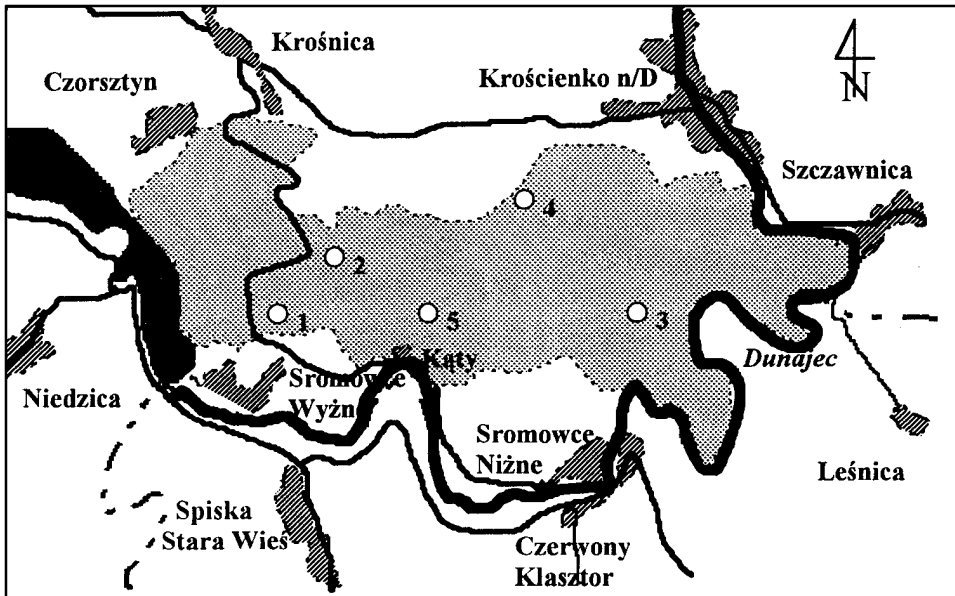 Krośnica
Czorsztyn
Krościenko n/D
N
Szczawnica
4
2
1
5
3
Kąty
Dunajec
Niedzica
Sromowce
Wyżne
Sromowce
Niżne
Leśnica
Spiska
Stara Wieś
Czerwony
Klasztor